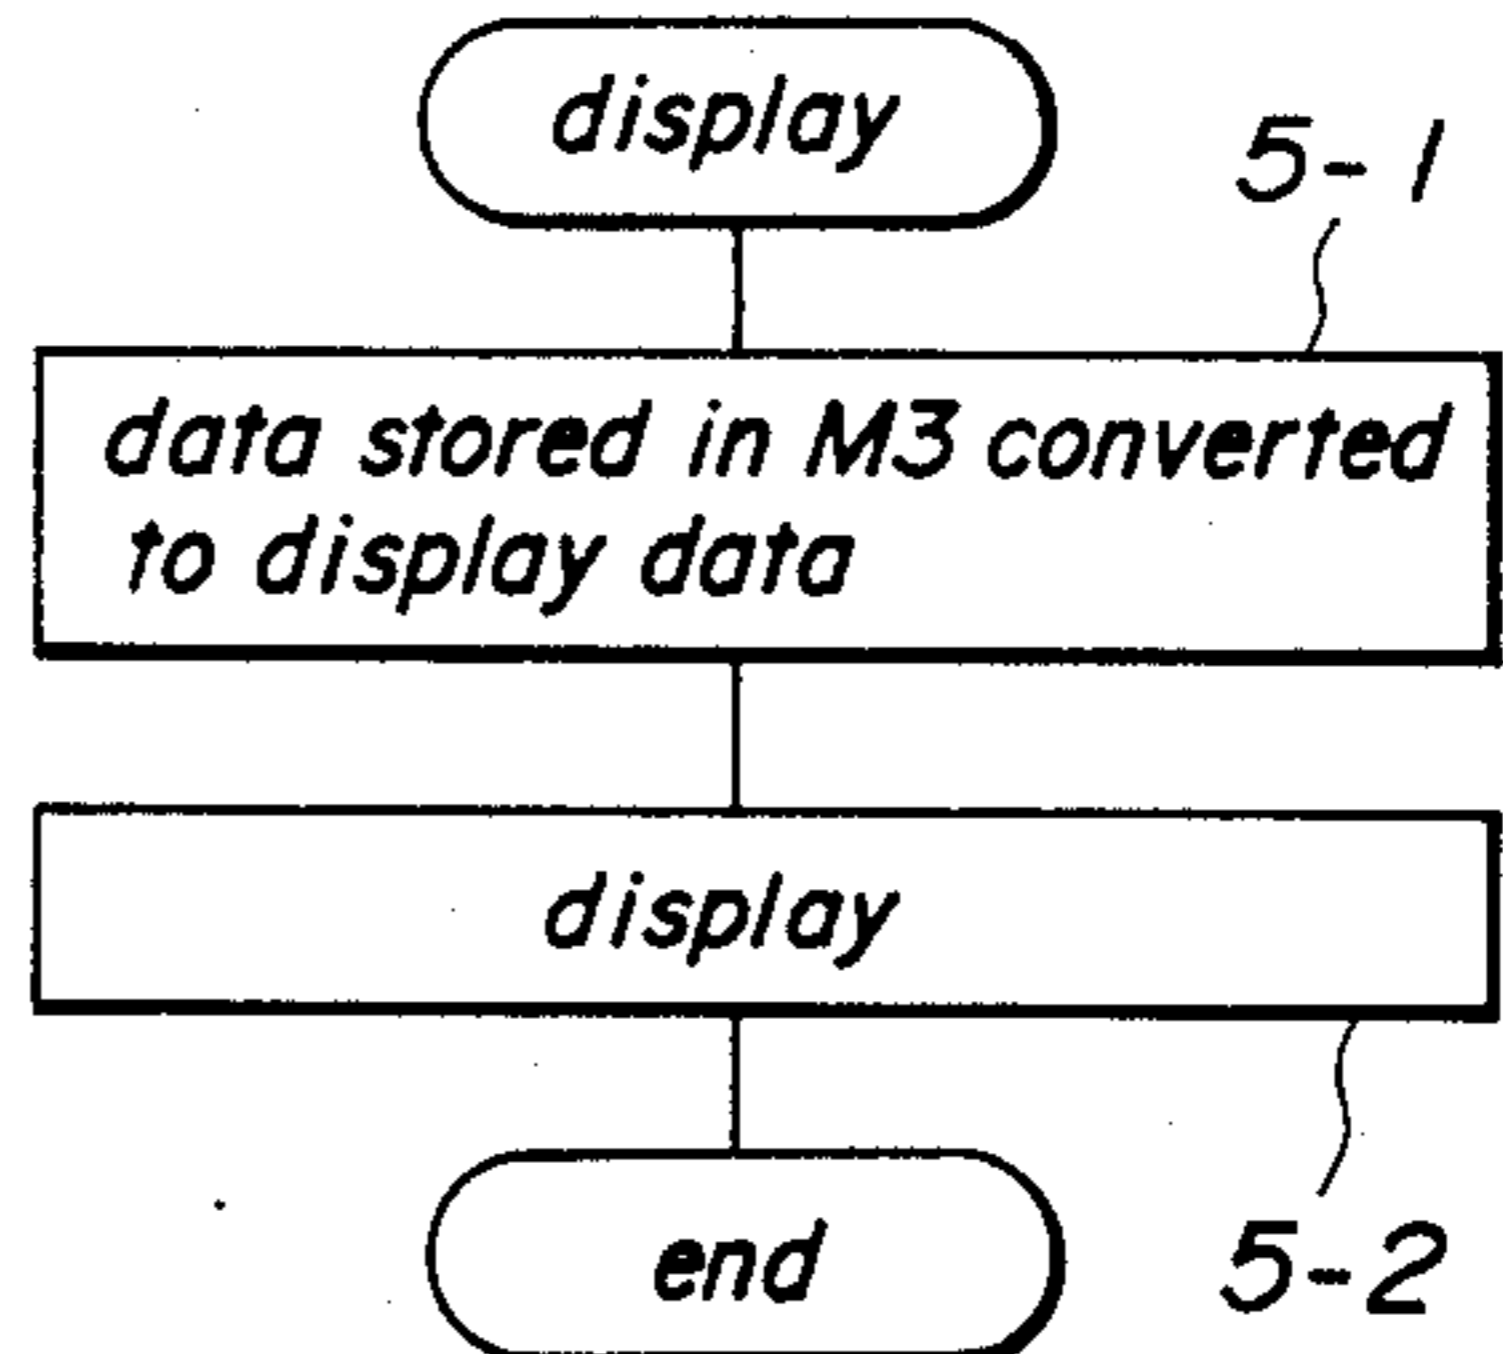 display
5-1
data stored in M3 converted
to display data
display
end
5-2